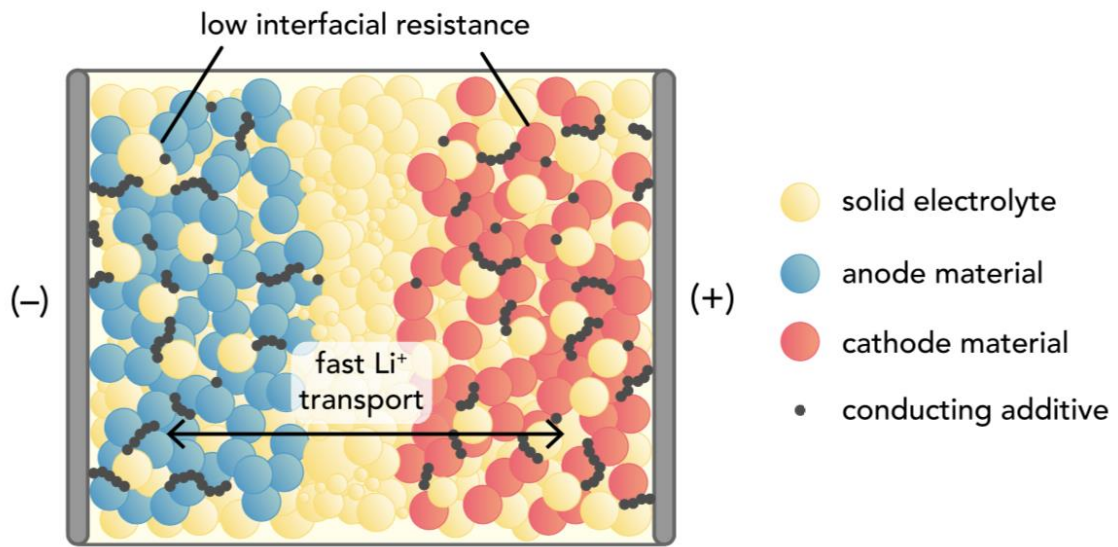 low interfacial resistance
(–)
fast Li⁺
transport
(+)
solid electrolyte
anode material
cathode material
conducting additive